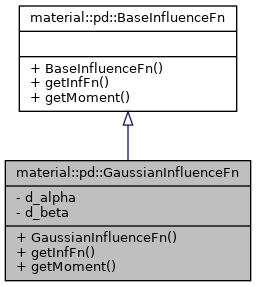 material::pd::BaseInfluenceFn
+ BaseInfluenceFn()
+ getInfFn()
+ getMoment()
material::pd::GaussianInfluenceFn
- d_alpha
- d_beta
+ GaussianInfluenceFn()
+ getInfFn()
+ getMoment()